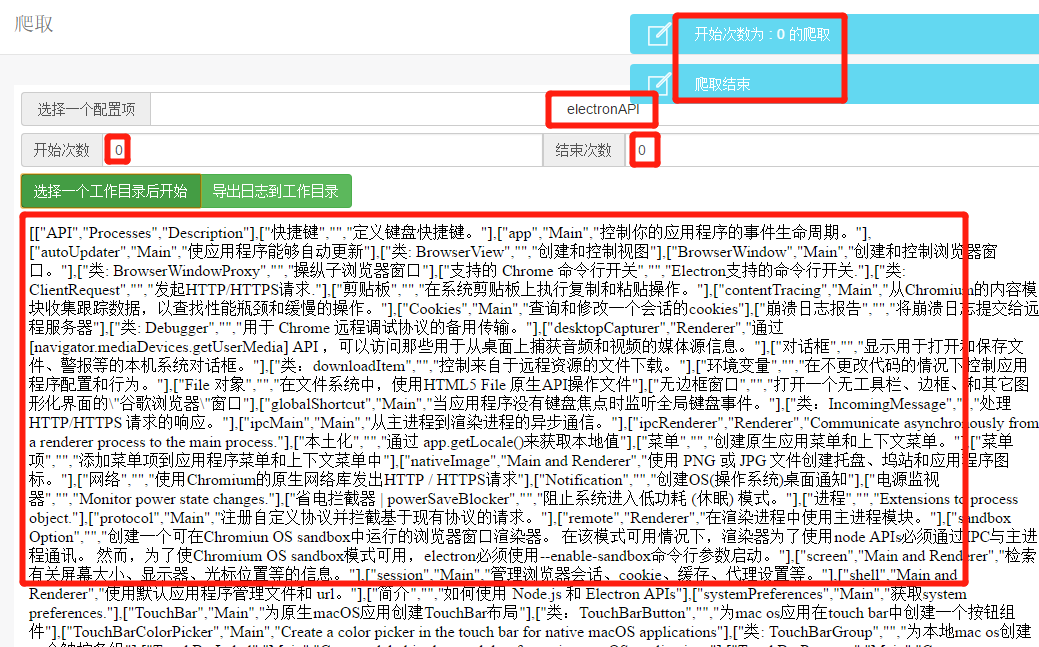 爬取
开始次数为 : 0 的爬取
爬取结束
选择一个配置项
electronAPI
开始次数 0 结束次数 0
选择一个工作目录后开始 导出日志到工作目录
[["API","Processes","Description"],["快捷键","","定义键盘快捷键。"],["app","Main","控制你的应用程序的事件生命周期。"],
["autoUpdater","Main","使应用程序能够自动更新"],["类: BrowserView","","创建和控制视图"],["BrowserWindow","Main","创建和控制浏览器窗
口。"],["类: BrowserWindowProxy","","操纵子浏览器窗口"],["支持的 Chrome 命令行开关","","Electron支持的命令行开关."],["类:
ClientRequest","","发起HTTP/HTTPS请求."],["剪贴板","","在系统剪贴板上执行复制和粘贴操作。"],["contentTracing","Main","从Chromium的内容模
块收集跟踪数据，以查找性能瓶颈和缓慢的操作。"],["Cookies","Main","查询和修改一个会话的cookies"],["崩溃日志报告","","将崩溃日志提交给远
程服务器"],["类: Debugger","","用于 Chrome 远程调试协议的备用传输。"],["desktopCapturer","Renderer","通过
[navigator.mediaDevices.getUserMedia] API ，可以访问那些用于从桌面上捕获音频和视频的媒体源信息。"],["对话框","","显示用于打开和保存文
件、警报等的本机系统对话框。"],["类：downloadItem","","控制来自于远程资源的文件下载。"],["环境变量","","在不更改代码的情况下控制应用
程序配置和行为。"],["File 对象","","在文件系统中，使用HTML5 File 原生API操作文件"],["无边框窗口","","打开一个无工具栏、边框、和其它图
形化界面的\"谷歌浏览器\"窗口"],["globalShortcut","Main","当应用程序没有键盘焦点时监听全局键盘事件。"],["类：IncomingMessage","","处理
HTTP/HTTPS 请求的响应。"],["ipcMain","Main","从主进程到渲染进程的异步通信。"],["ipcRenderer","Renderer","Communicate asynchronously from
a renderer process to the main process."],["本土化","","通过 app.getLocale()来获取本地值"],["菜单","","创建原生应用菜单和上下文菜单。"],["菜单
项","","添加菜单项到应用程序菜单和上下文菜单中"],["nativeImage","Main and Renderer","使用 PNG 或 JPG 文件创建托盘、坞站和应用程序图
标。"],["网络","","使用Chromium的原生网络库发出HTTP / HTTPS请求"],["Notification","","创建OS(操作系统)桌面通知"],["电源监视
器","","Monitor power state changes."],["省电拦截器 | powerSaveBlocker","","阻止系统进入低功耗 (休眠) 模式。"],["进程","","Extensions to process
object."],["protocol","Main","注册自定义协议并拦截基于现有协议的请求。"],["remote","Renderer","在渲染进程中使用主进程模块。"],["sandbox
Option","","创建一个可在Chromiun OS sandbox中运行的浏览器窗口渲染器。 在该模式可用情况下，渲染器为了使用node APIs必须通过IPC与主进
程通讯。 然而，为了使Chromium OS sandbox模式可用，electron必须使用--enable-sandbox命令行参数启动。"],["screen","Main and Renderer","检索
有关屏幕大小、显示器、光标位置等的信息。"],["session","Main","管理浏览器会话、cookie、缓存、代理设置等。"],["shell","Main and
Renderer","使用默认应用程序管理文件和 url。"],["简介","","如何使用 Node.js 和 Electron APIs"],["systemPreferences","Main","获取system
preferences."],["TouchBar","Main","为原生macOS应用创建TouchBar布局"],["类：TouchBarButton","","为mac os应用在touch bar中创建一个按钮组
件"],["TouchBarColorPicker","Main","Create a color picker in the touch bar for native macOS applications"],["类: TouchBarGroup","","为本地mac os创建